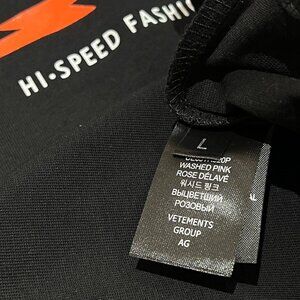 HI·SPEED FASHI
L
WASHED PINK
ROSE DÉLAVÉ
워시드 핑크
ВЫЦВЕТШИЙ
РОЗОВЫЙ
VETEMENTS
GROUP
AG